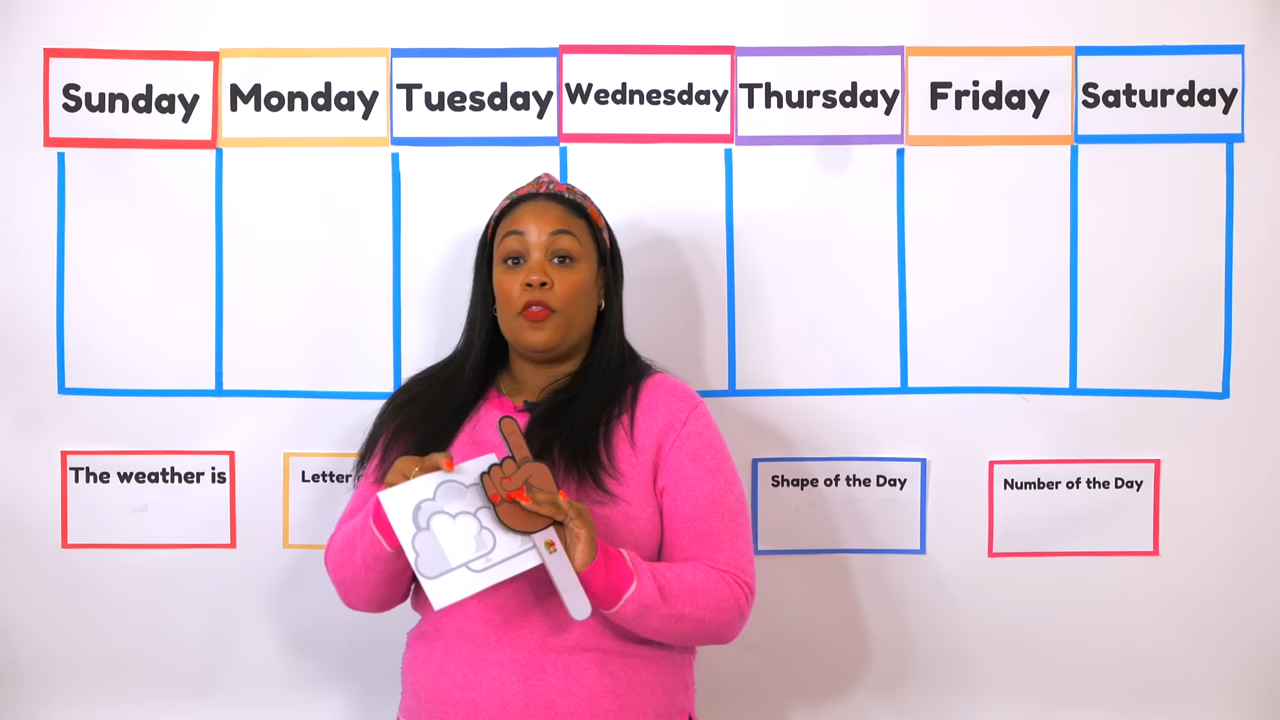 Sunday Monday Tuesday Wednesday Thursday Friday Saturday
The weather is
Letter
Shape of the Day
Number of the Day